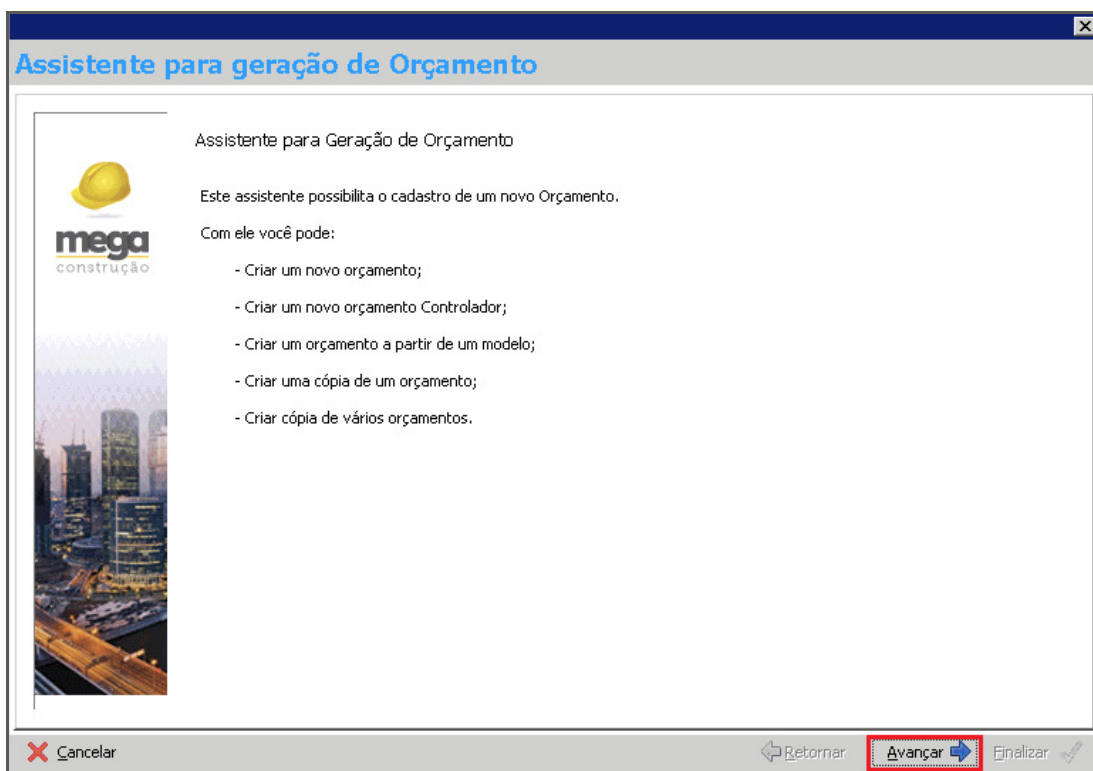 Assistente para geração de Orçamento
mega
construção
Assistente para Geração de Orçamento
Este assistente possibilita o cadastro de um novo Orçamento.
Com ele você pode:
- Criar um novo orçamento;
- Criar um novo orçamento Controlador;
- Criar um orçamento a partir de um modelo;
- Criar uma cópia de um orçamento;
- Criar cópia de vários orçamentos.
Cancelar Retornar Avançar Finalizar